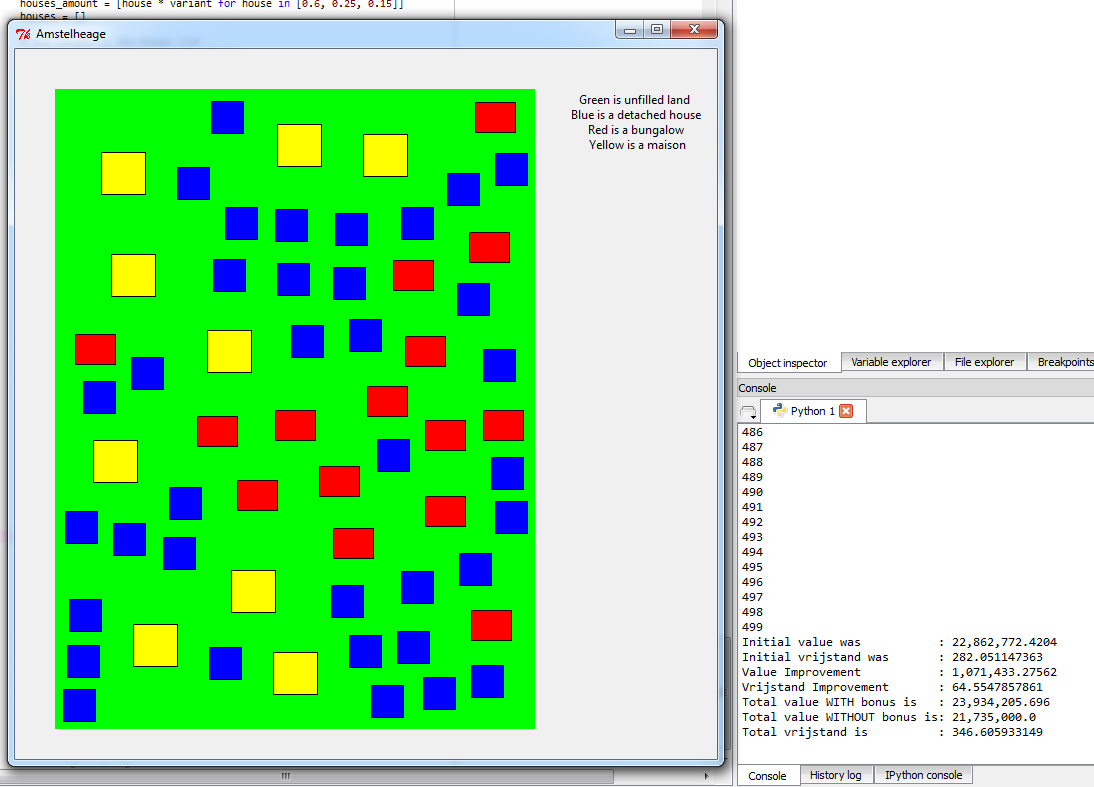 houses_amount = [house * variant for house in [0.6, 0.25, 0.15]]
houses = []
Amstelheage
Green is unfilled land
Blue is a detached house
Red is a bungalow
Yellow is a maison
Object inspector Variable explorer File explorer Breakpoints
Console
Python 1
486
487
488
489
490
491
492
493
494
495
496
497
498
499
Initial value was : 22,862,772.4204
Initial vrijstand was : 282.051147363
Value Improvement : 1,071,433.27562
Vrijstand Improvement : 64.5547857861
Total value WITH bonus is : 23,934,205.696
Total value WITHOUT bonus is: 21,735,000.0
Total vrijstand is : 346.605933149
Console History log IPython console